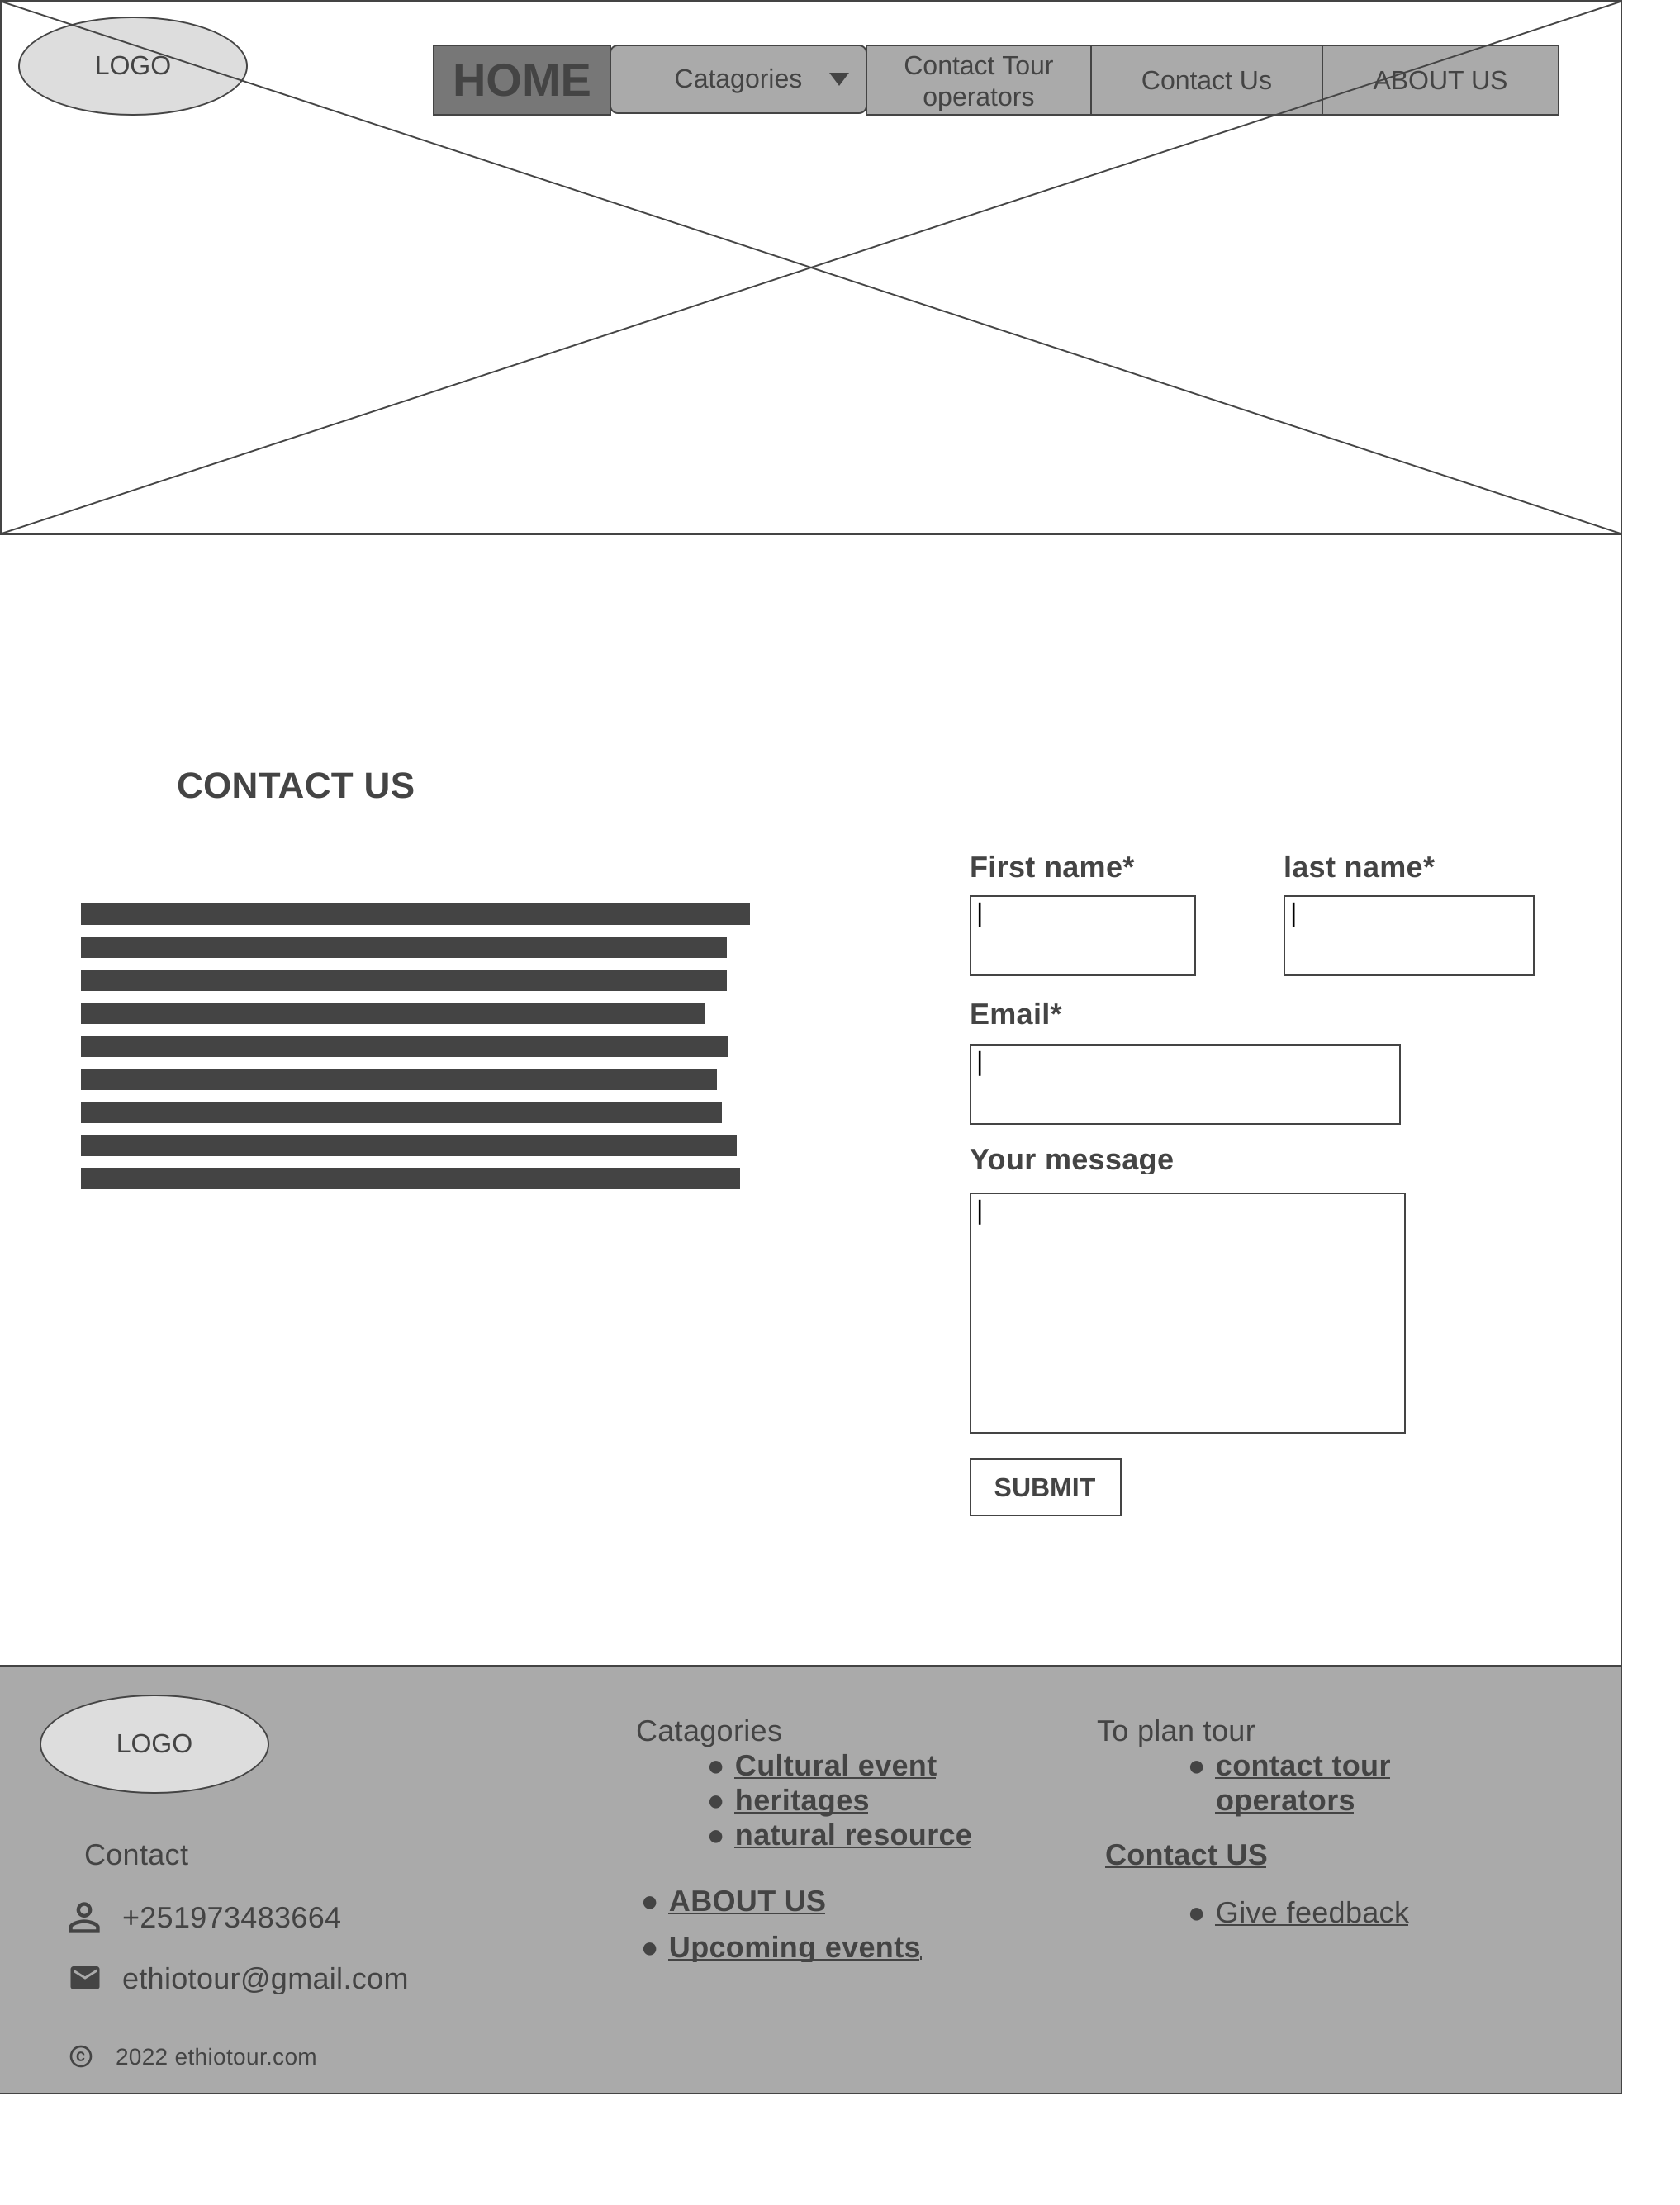 LOGO
HOME
Catagories
Contact Tour
operators
Contact Us
ABOUT US
CONTACT US
First name*
last name*
Email*
Your message
SUBMIT
LOGO
Contact
+251973483664
ethiotour@gmail.com
© 2022 ethiotour.com
Catagories
● Cultural event
● heritages
● natural resource
● ABOUT US
● Upcoming events
To plan tour
● contact tour
operators
Contact US
● Give feedback